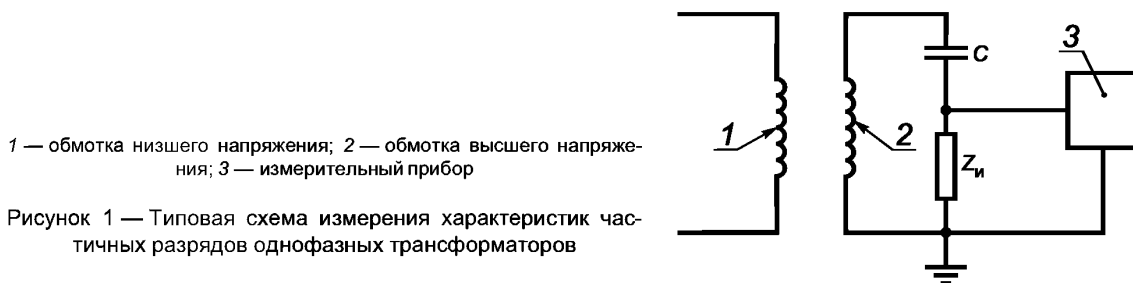 1 — обмотка низшего напряжения; 2 — обмотка высшего напряже-
ния; 3 — измерительный прибор
Рисунок 1 — Типовая схема измерения характеристик час-
тичных разрядов однофазных трансформаторов
1
2
C
Zи
3